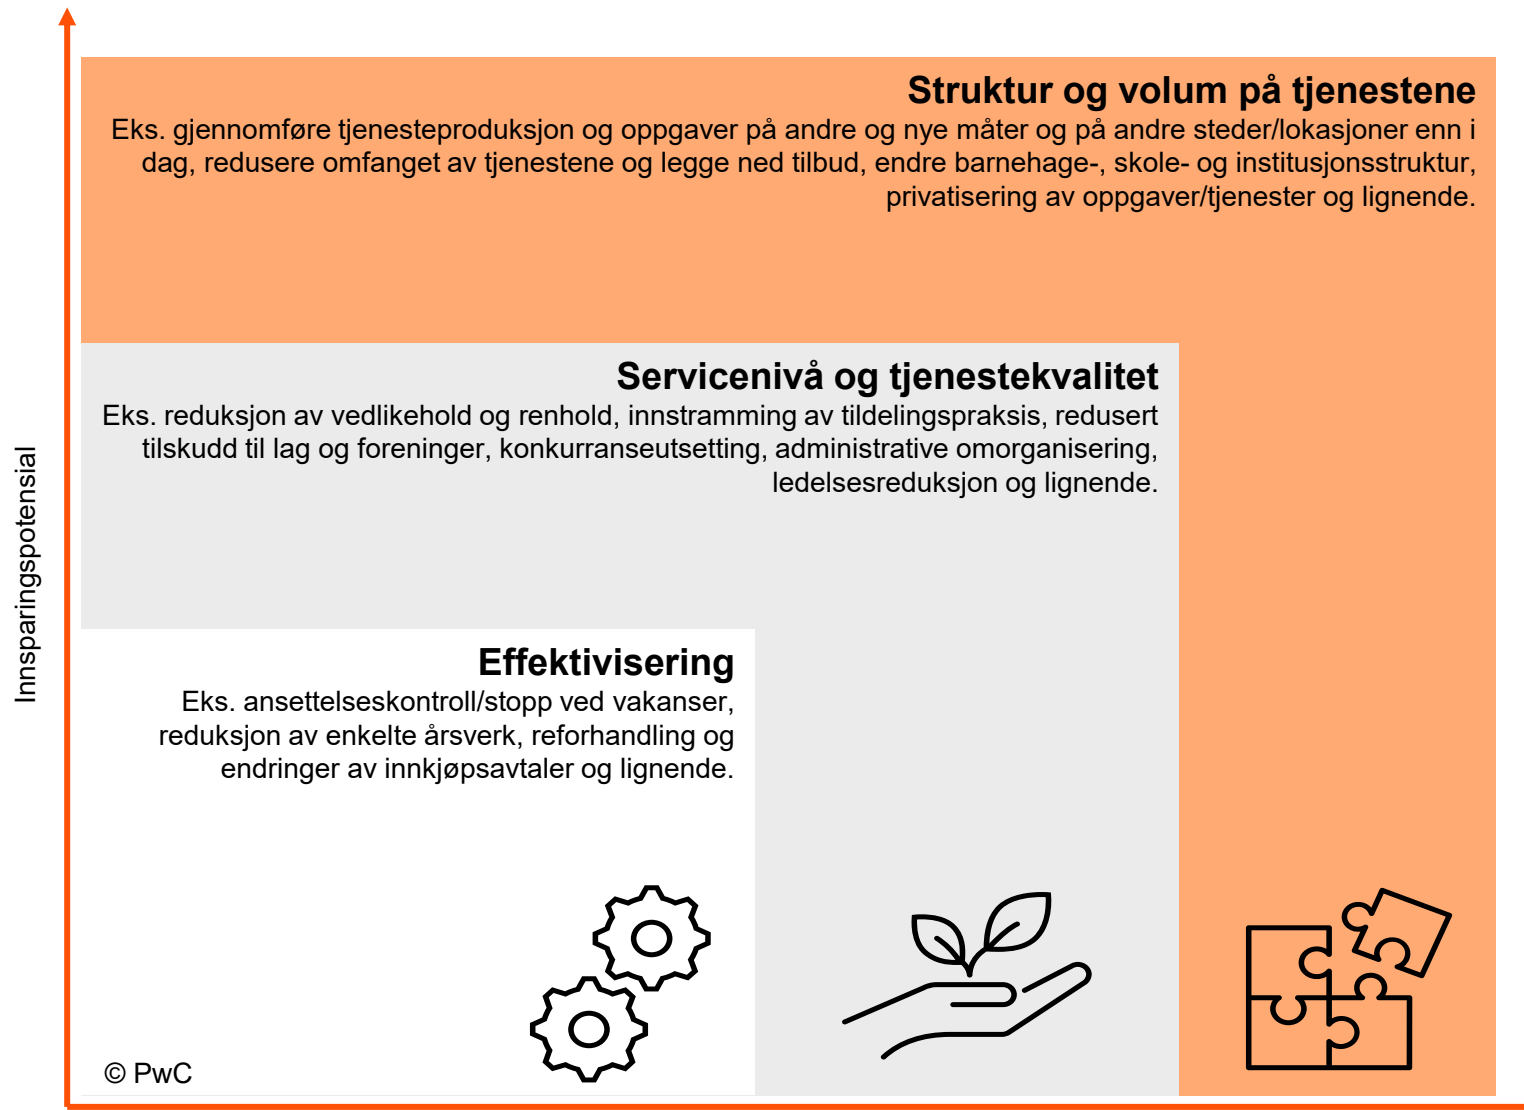 Struktur og volum på tjenestene
Eks. gjennomføre tjenesteproduksjon og oppgaver på andre og nye måter og på andre steder/lokasjoner enn i
dag, redusere omfanget av tjenestene og legge ned tilbud, endre barnehage-, skole- og institusjonsstruktur,
privatisering av oppgaver/tjenester og lignende.
Servicenivå og tjenestekvalitet
Eks. reduksjon av vedlikehold og renhold, innstramming av tildelingspraksis, redusert
tilskudd til lag og foreninger, konkurranseutsetting, administrative omorganisering,
ledelsesreduksjon og lignende.
Innsparingspotensial
Effektivisering
Eks. ansettelseskontroll/stopp ved vakanser,
reduksjon av enkelte årsverk, reforhandling og
endringer av innkjøpsavtaler og lignende.
© PwC